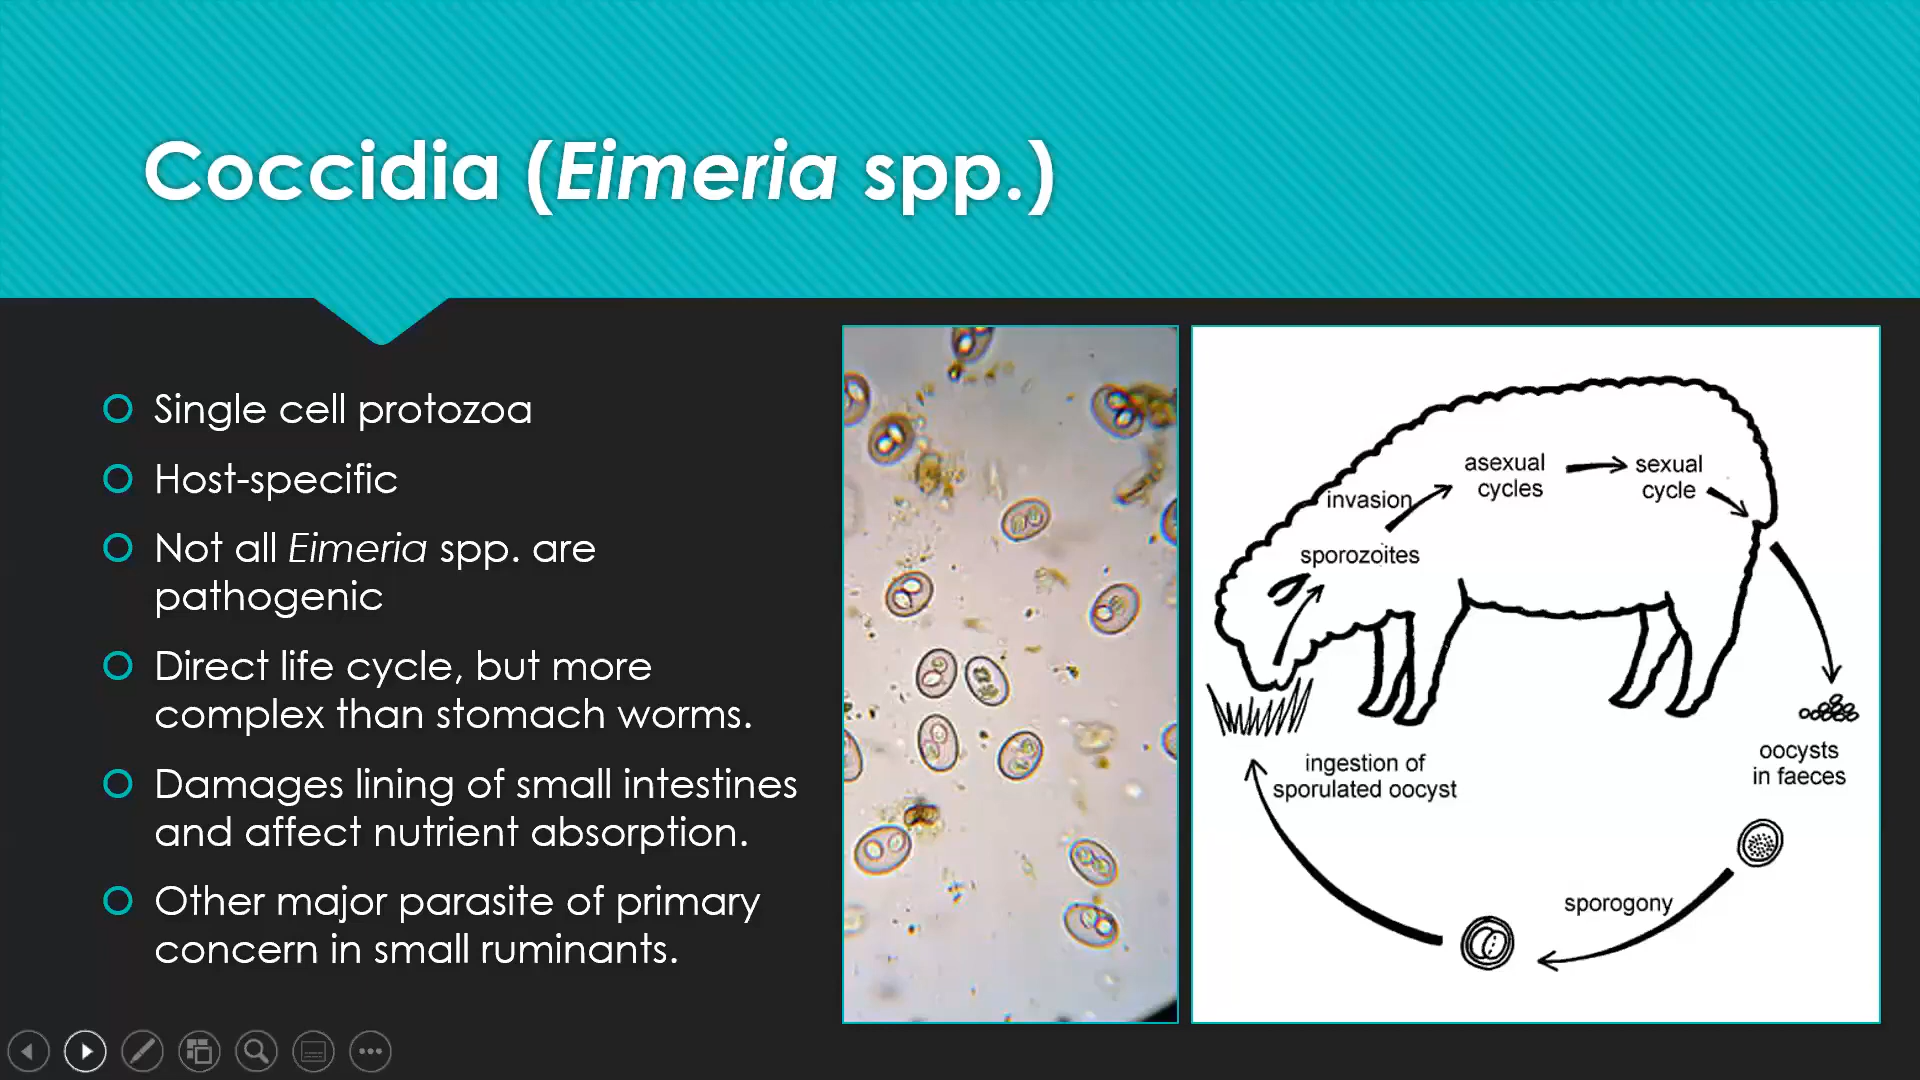 Coccidia (Eimeria spp.)
Single cell protozoa
Host-specific
Not all Eimeria spp. are
pathogenic
Direct life cycle, but more
complex than stomach worms.
Damages lining of small intestines
and affect nutrient absorption.
Other major parasite of primary
concern in small ruminants.
asexual
cycles
sexual
cycle
invasion
sporozoites
ingestion of
sporulated oocyst
oocysts
in faeces
sporogony